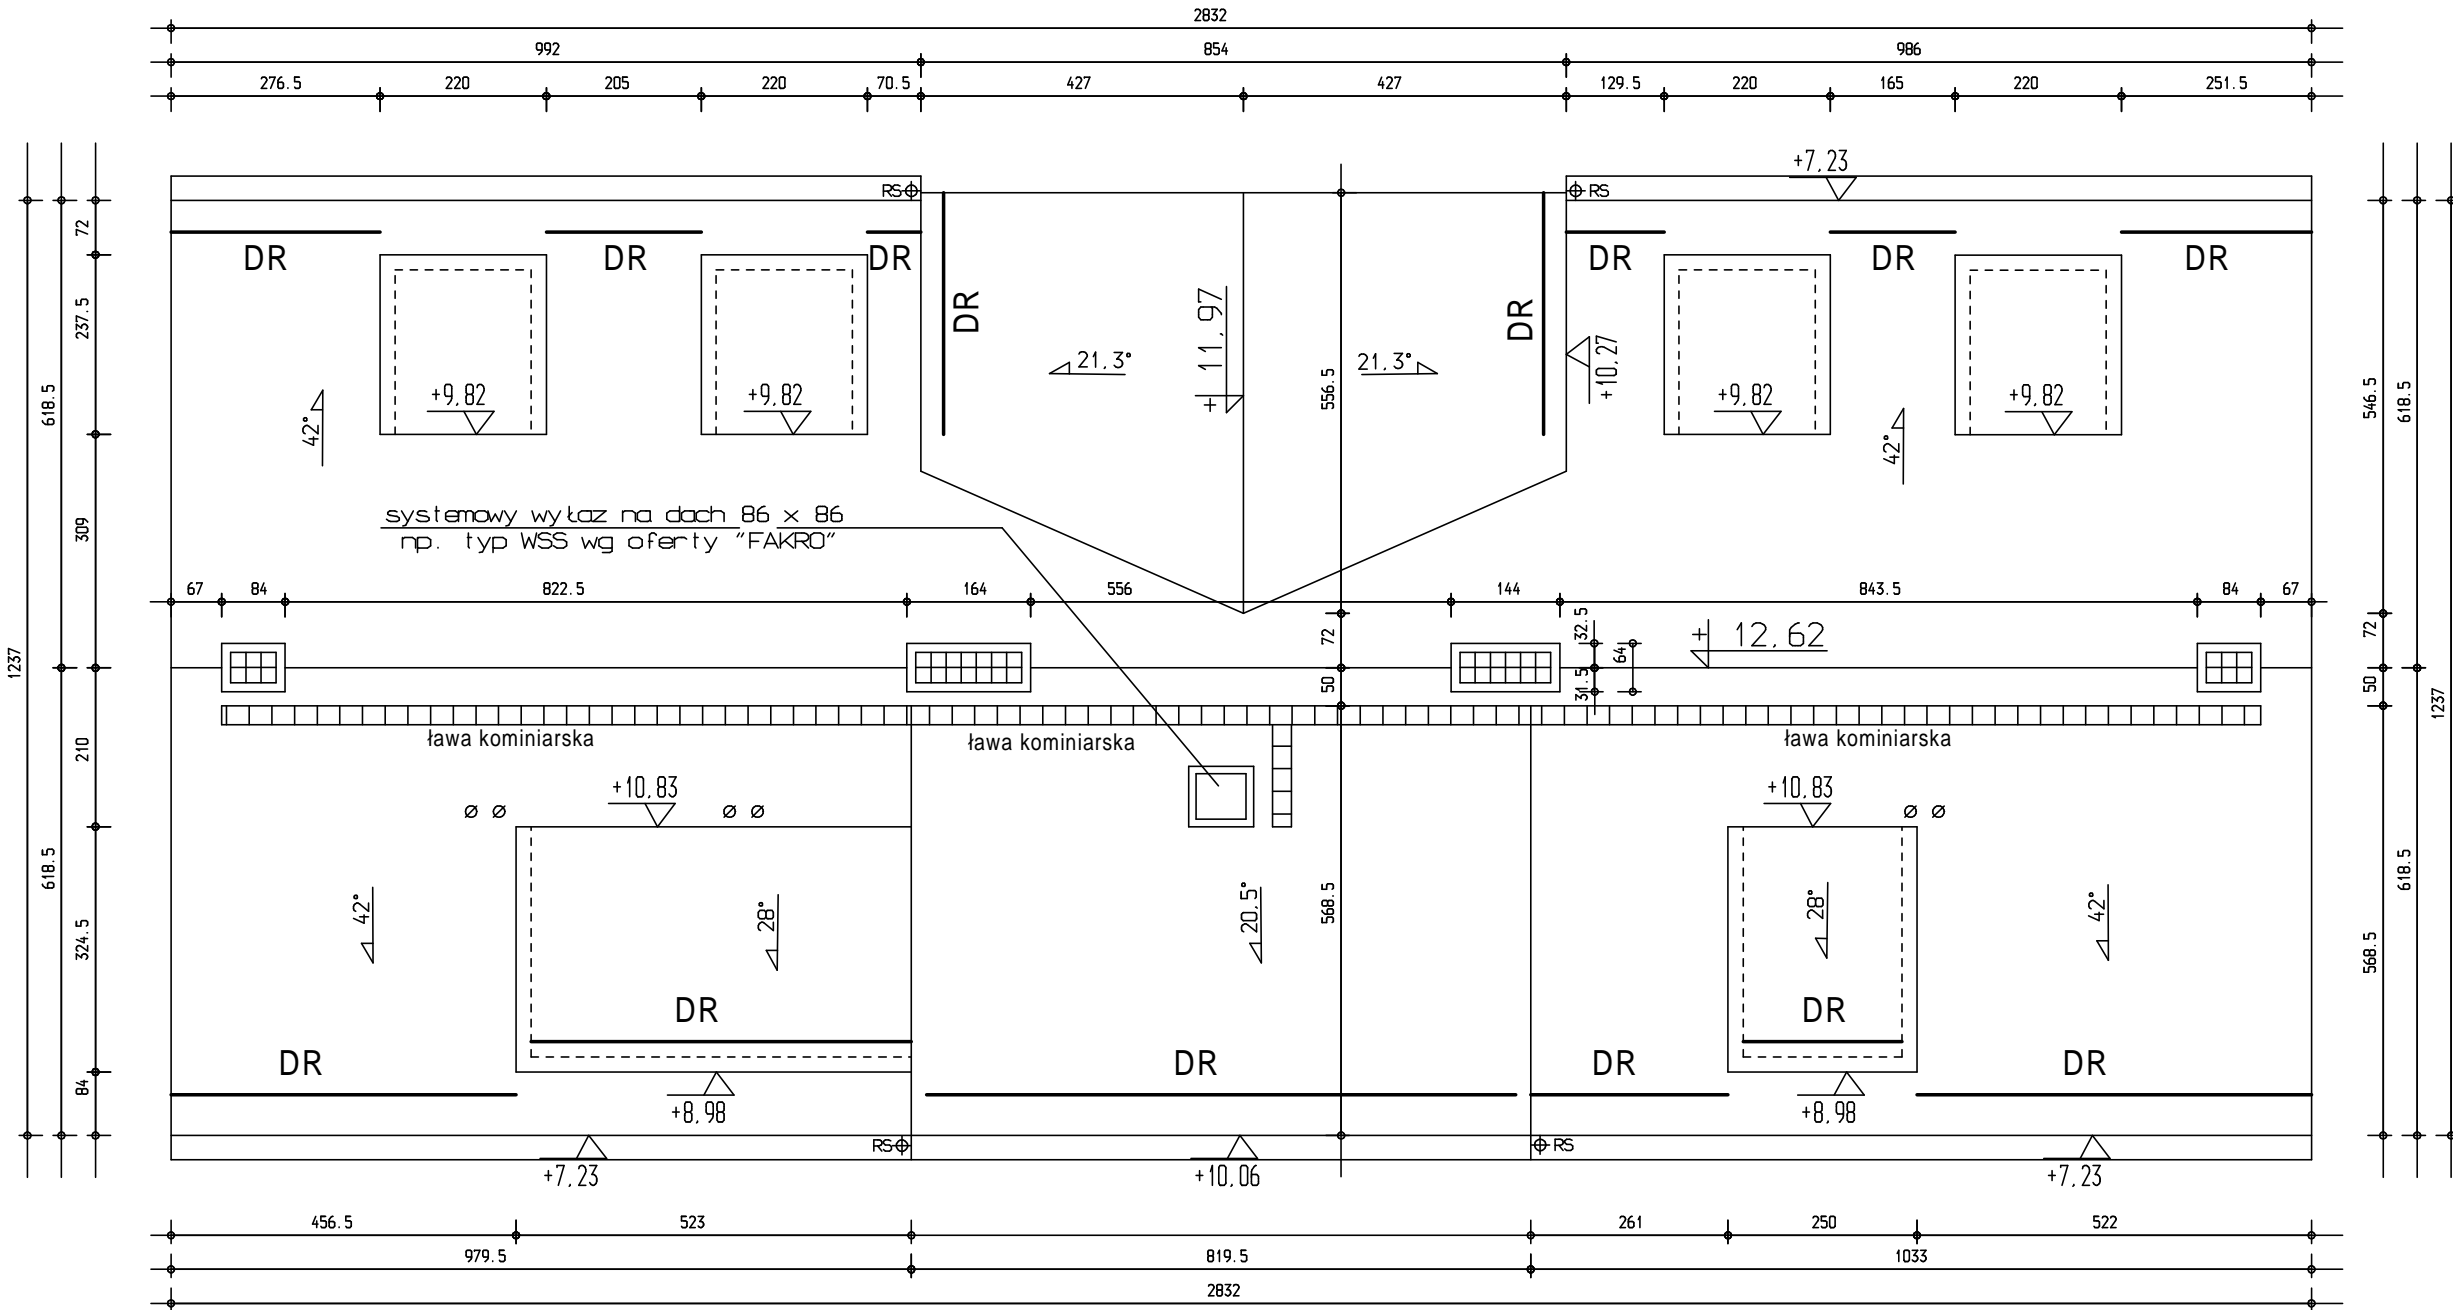 2832
992 854 986
276.5 220 205 220 70.5 427 427 129.5 220 165 220 251.5
+7,23
RS RS
DR DR DR DR DR DR
72 237.5 309 210 324.5 84
618.5 618.5
1237
DR DR
+11,97
21,3° 21,3°
+10,27
556.5
+9,82 +9,82 +9,82 +9,82
42° 42°
546.5 72 50 568.5
618.5 618.5
1237
systemowy wyłaz na dach 86 x 86
np. typ WSS wg oferty "FAKRO"
67 84 822.5 164 556 144 843.5 84 67
72 50
32.5 31.5 64
+12,62
ława kominiarska ława kominiarska ława kominiarska
+10,83 +10,83
Ø Ø Ø Ø Ø Ø
42° 28° 20,5° 568.5 28° 42°
DR DR
DR DR DR DR
+8,98 +8,98
RS RS
+7,23 +10,06 +7,23
456.5 523 261 250 522
979.5 819.5 1033
2832